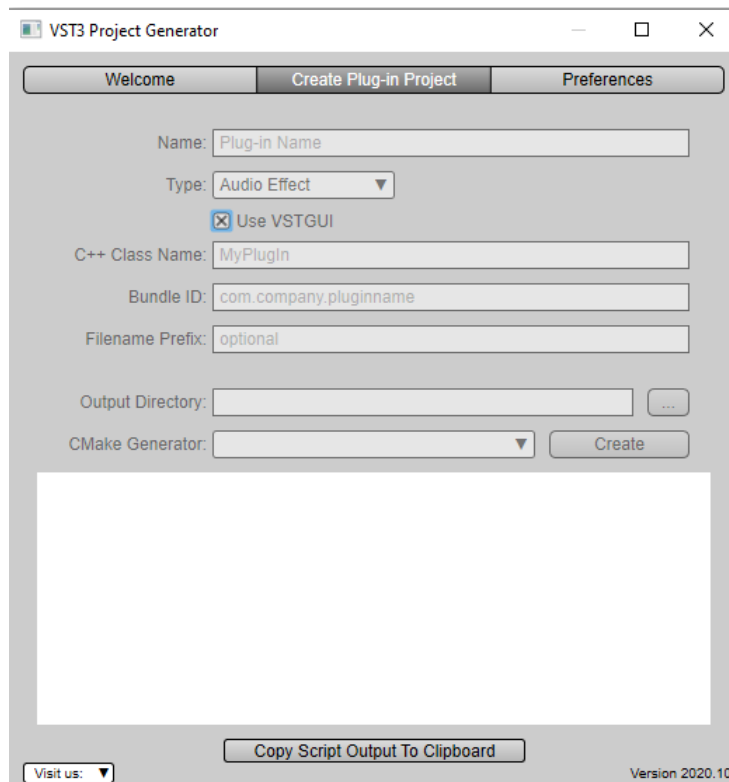 VST3 Project Generator
Welcome Create Plug-in Project Preferences
Name: Plug-in Name
Type: Audio Effect
Use VSTGUI
C++ Class Name: MyPlugIn
Bundle ID: com.company.pluginname
Filename Prefix: optional
Output Directory: ...
CMake Generator: Create
Copy Script Output To Clipboard
Visit us: Version 2020.10